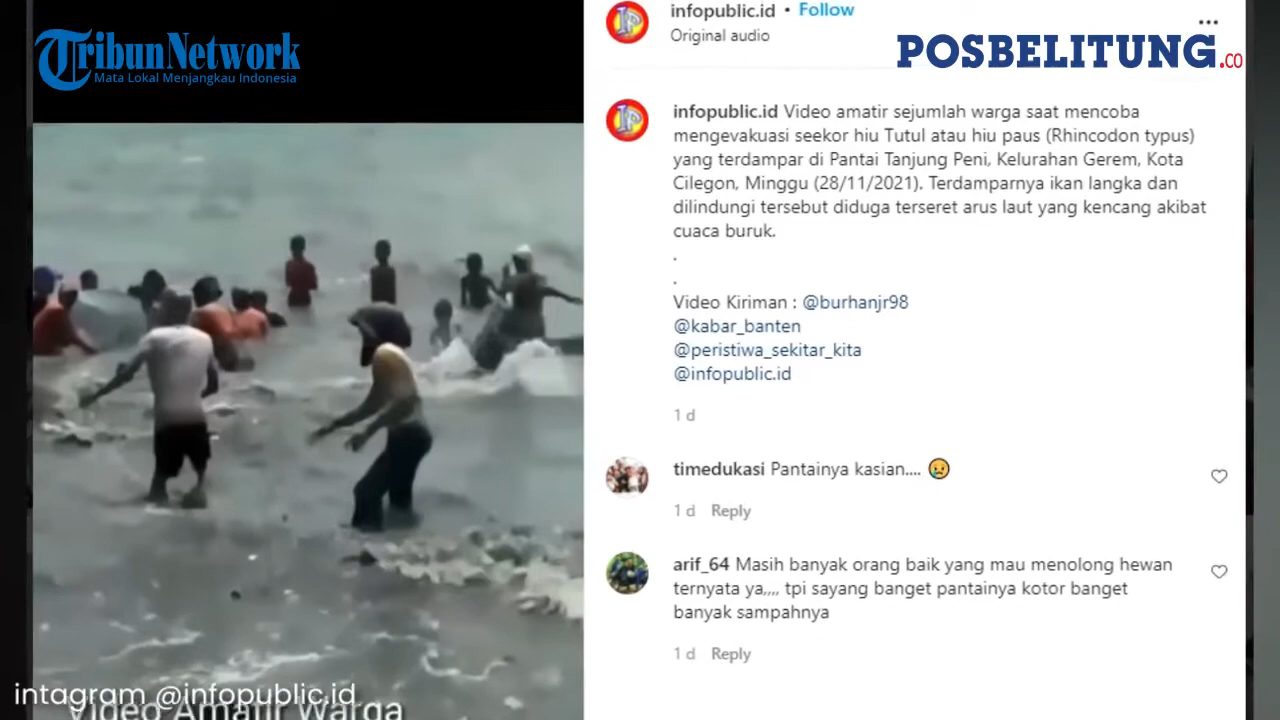 TribunNetwork
Mata Lokal Menjangkau Indonesia
infopublic.id • Follow
Original audio
POSBELITUNG.CO
infopublic.id Video amatir sejumlah warga saat mencoba
mengevakuasi seekor hiu Tutul atau hiu paus (Rhincodon typus)
yang terdampar di Pantai Tanjung Peni, Kelurahan Gerem, Kota
Cilegon, Minggu (28/11/2021). Terdamparnya ikan langka dan
dilindungi tersebut diduga terseret arus laut yang kencang akibat
cuaca buruk.
.
.
Video Kiriman : @burhanjr98
@kabar_banten
@peristiwa_sekitar_kita
@infopublic.id
1 d
timedukasi Pantainya kasian.... 😢
1 d Reply
arif_64 Masih banyak orang baik yang mau menolong hewan
ternyata ya,,,, tpi sayang banget pantainya kotor banget
banyak sampahnya
1 d Reply
intagram @infopublic.id
Video Amatir Warga